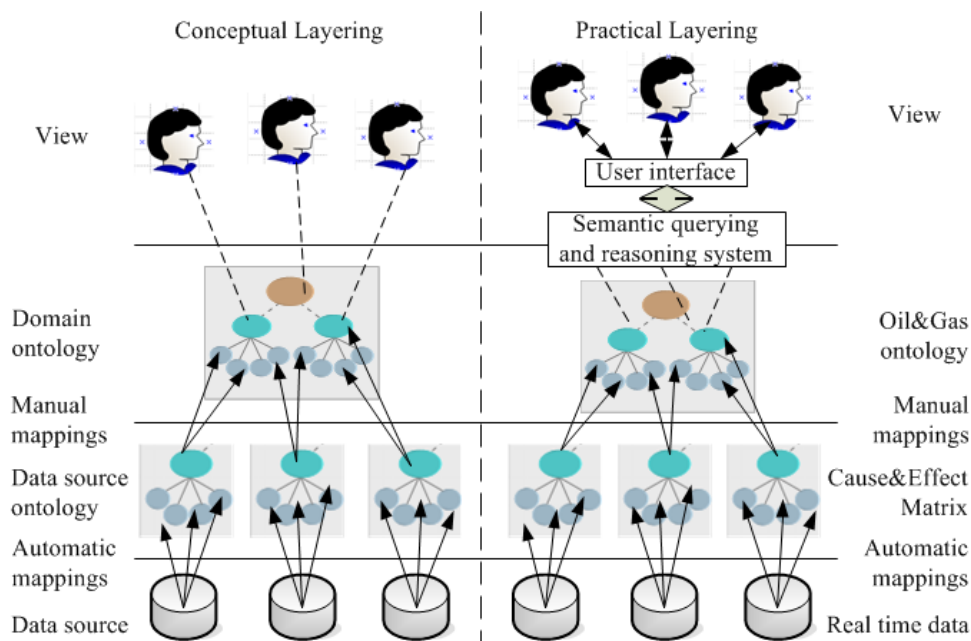 Conceptual Layering
Practical Layering
View
View
User interface
Semantic querying
and reasoning system
Domain
ontology
Oil&Gas
ontology
Manual
mappings
Manual
mappings
Data source
ontology
Cause&Effect
Matrix
Automatic
mappings
Automatic
mappings
Data source
Real time data